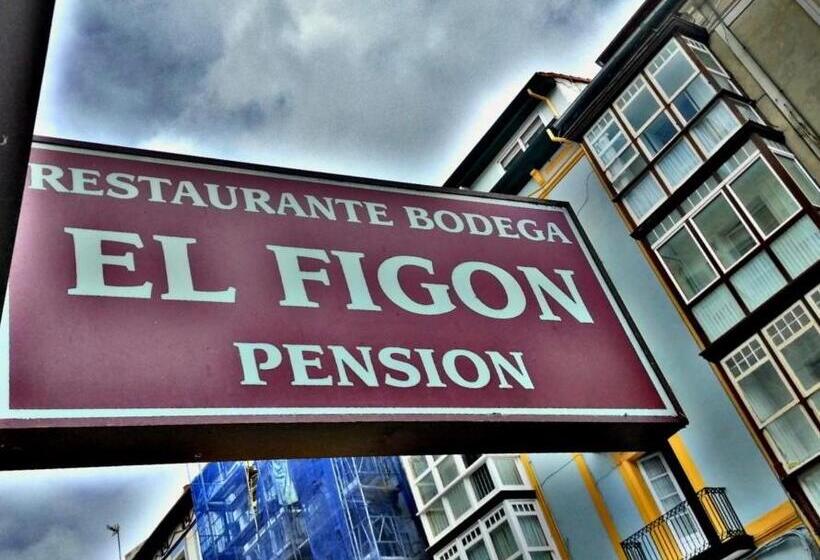 RESTAURANTE BODEGA
EL FIGON
PENSION